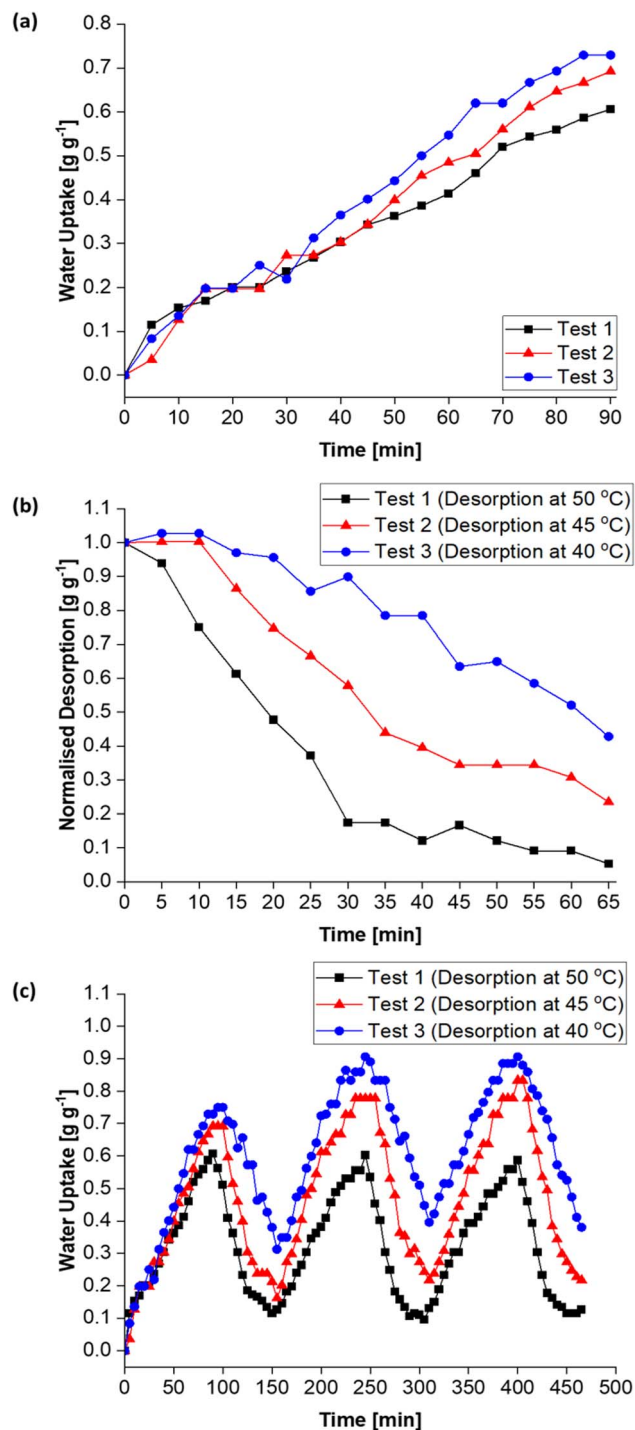 (a)
0.8
0.7
0.6
0.5
0.4
0.3
0.2
0.1
0.0
Water Uptake [g g⁻¹]
Test 1
Test 2
Test 3
0 10 20 30 40 50 60 70 80 90
Time [min]
(b)
Test 1 (Desorption at 50 °C)
Test 2 (Desorption at 45 °C)
Test 3 (Desorption at 40 °C)
1.1
1.0
0.9
0.8
0.7
0.6
0.5
0.4
0.3
0.2
0.1
0.0
Normalised Desorption [g g⁻¹]
0 5 10 15 20 25 30 35 40 45 50 55 60 65
Time [min]
(c)
Test 1 (Desorption at 50 °C)
Test 2 (Desorption at 45 °C)
Test 3 (Desorption at 40 °C)
1.1
1.0
0.9
0.8
0.7
0.6
0.5
0.4
0.3
0.2
0.1
0.0
Water Uptake [g g⁻¹]
0 50 100 150 200 250 300 350 400 450 500
Time [min]